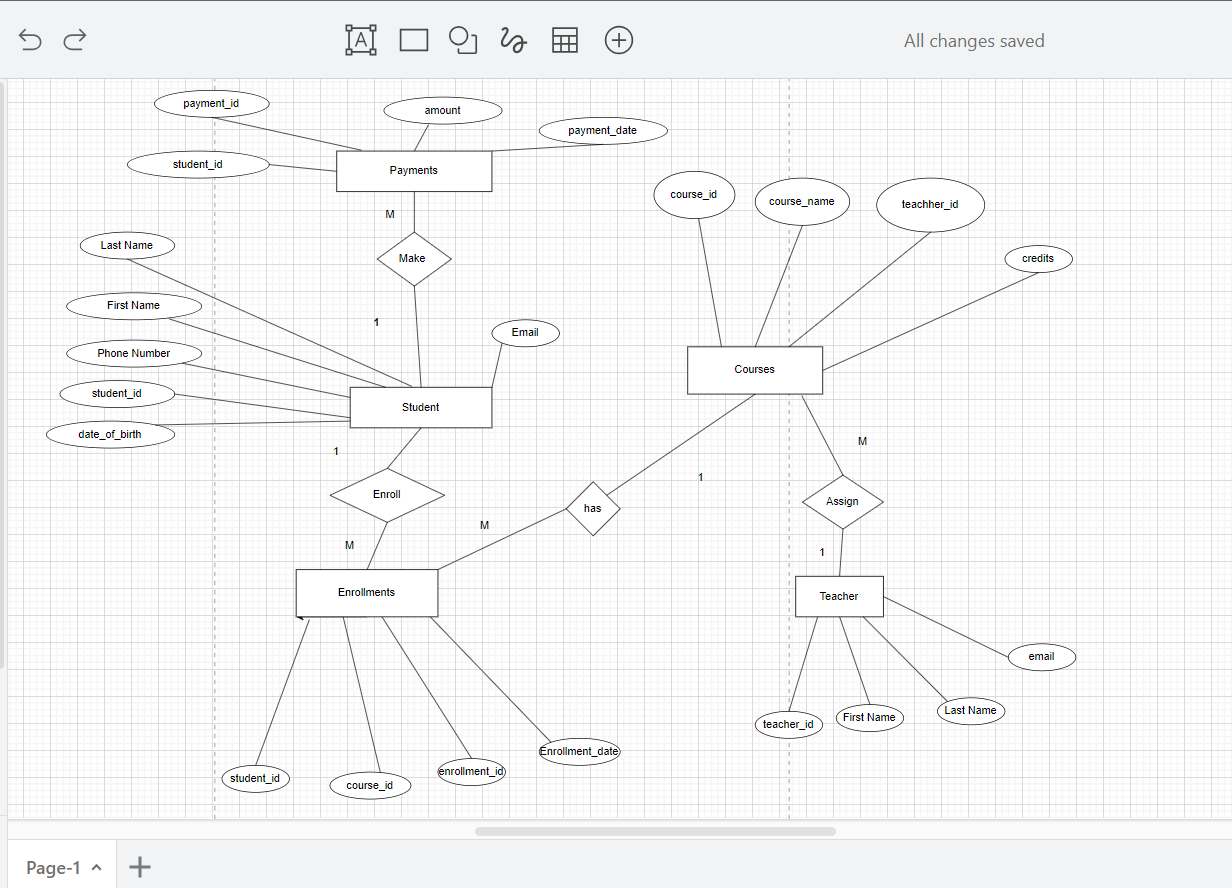 A
All changes saved
payment_id
amount
payment_date
student_id
Payments
course_id
course_name
teachher_id
M
Last Name
Make
credits
First Name
1
Email
Phone Number
Courses
student_id
Student
date_of_birth
M
1
1
Enroll
Assign
has
M
M
1
Enrollments
Teacher
email
Last Name
First Name
teacher_id
Enrollment_date
enrollment_id
student_id
course_id
Page-1